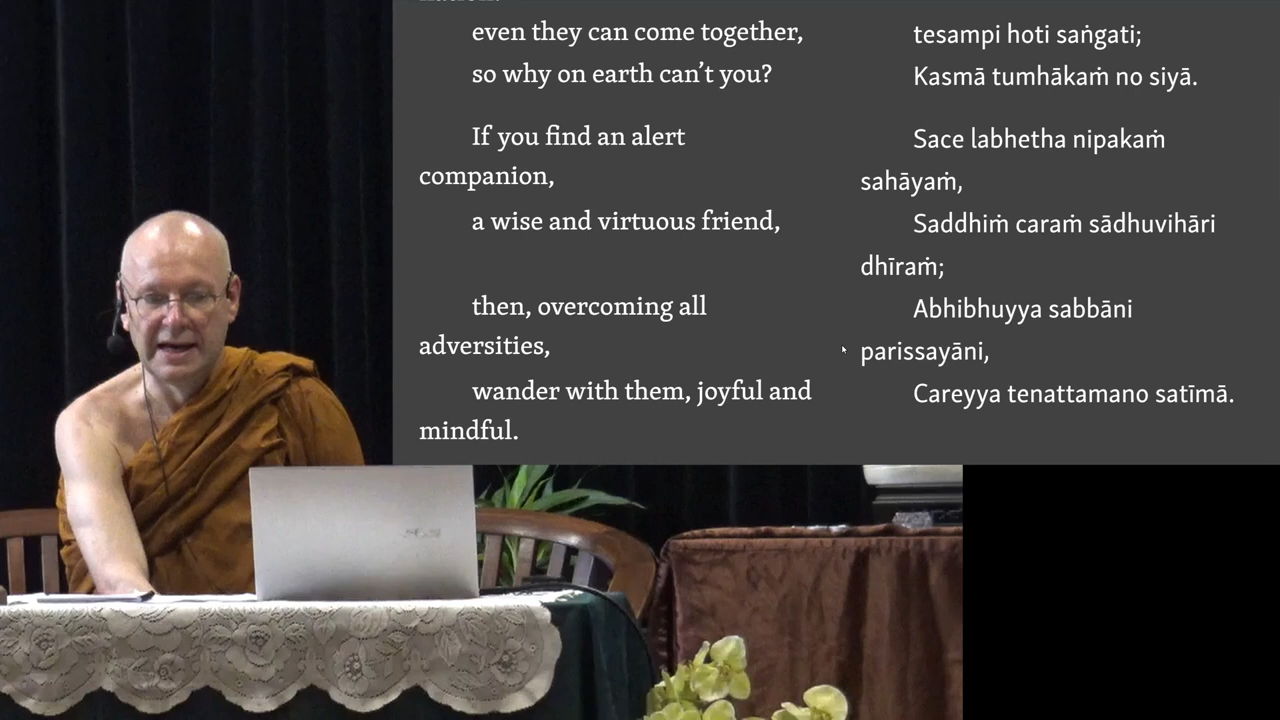 even they can come together,
so why on earth can't you?
If you find an alert
companion,
a wise and virtuous friend,
then, overcoming all
adversities,
wander with them, joyful and
mindful.
tesampi hoti saṅgati;
Kasmā tumhākaṁ no siyā.
Sace labhetha nipakaṁ
sahāyaṁ,
Saddhiṁ caraṁ sādhuvihāri
dhīraṁ;
Abhibhuyya sabbāni
parissayāni,
Careyya tenattamano satīmā.